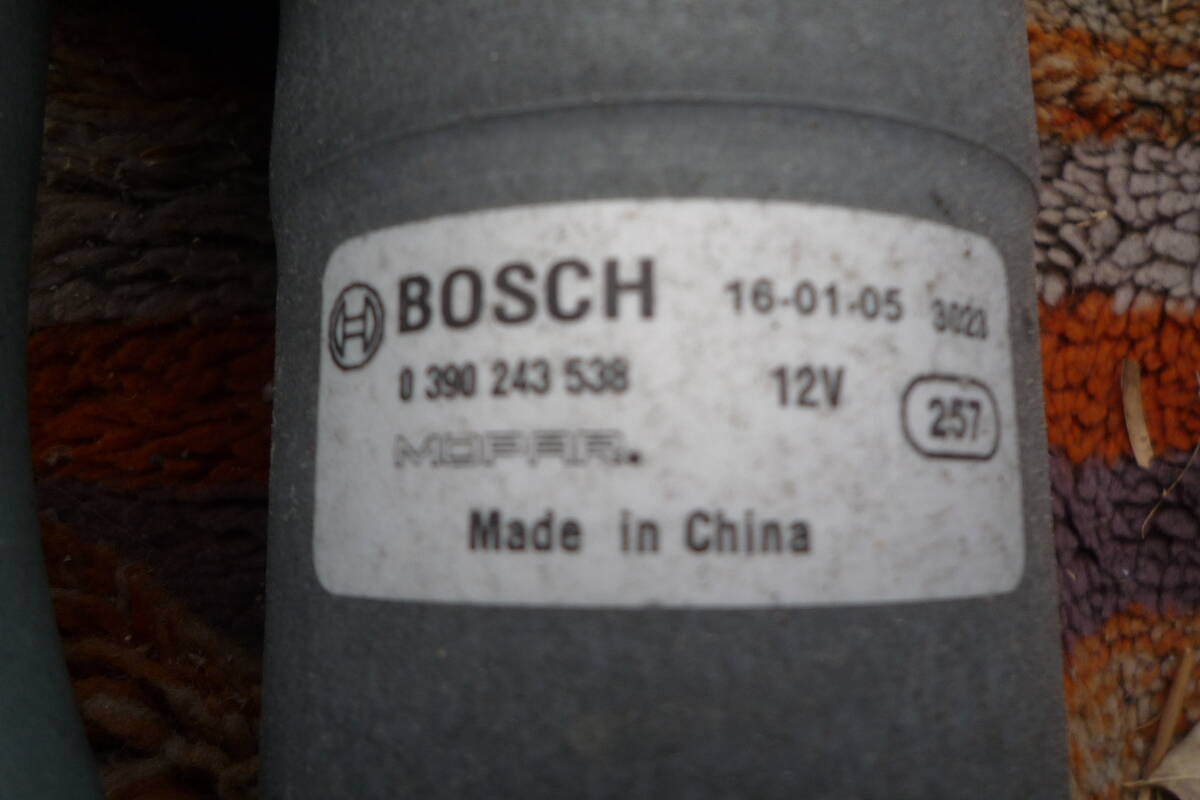 BOSCH 16-01-05 3023
0 390 243 538 12V 257
MOPAR.
Made in China